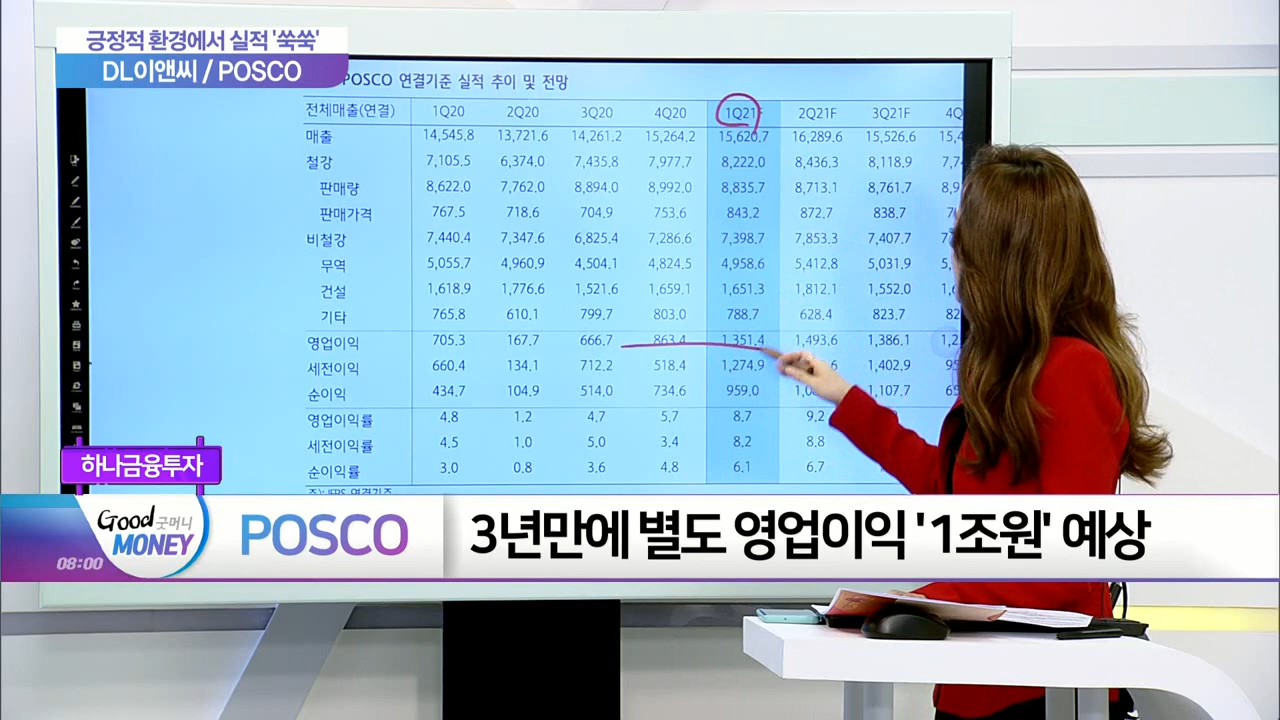 긍정적 환경에서 실적 '쑥쑥'
DL이앤씨 / POSCO
POSCO 연결기준 실적 추이 및 전망
전체매출(연결) 1Q20 2Q20 3Q20 4Q20 1Q21F 2Q21F 3Q21F
매출 14,545.8 13,721.6 14,261.2 15,264.2 15,620.7 16,289.6 15,526.6
철강 7,105.5 6,374.0 7,435.8 7,977.7 8,222.0 8,436.3 8,118.9
판매량 8,622.0 7,762.0 8,894.0 8,992.0 8,835.7 8,713.1 8,761.7
판매가격 767.5 718.6 704.9 753.6 843.2 872.7 838.7
비철강 7,440.4 7,347.6 6,825.4 7,286.6 7,398.7 7,853.3 7,407.7
무역 5,055.7 4,960.9 4,504.1 4,824.5 4,958.6 5,412.8 5,031.9
건설 1,618.9 1,776.6 1,521.6 1,659.1 1,651.3 1,812.1 1,552.0
기타 765.8 610.1 799.7 803.0 788.7 628.4 823.7
영업이익 705.3 167.7 666.7 863.4 1,351.4 1,493.6 1,386.1
세전이익 660.4 134.1 712.2 518.4 1,274.9 1,402.9
순이익 434.7 104.9 514.0 734.6 959.0 1,107.7
영업이익률 4.8 1.2 4.7 5.7 8.7 9.2
세전이익률 4.5 1.0 5.0 3.4 8.2 8.8
순이익률 3.0 0.8 3.6 4.8 6.1 6.7
주): IFRS 연결기준
하나금융투자
Good 굿머니
MONEY
08:00
POSCO
3년만에 별도 영업이익 '1조원' 예상